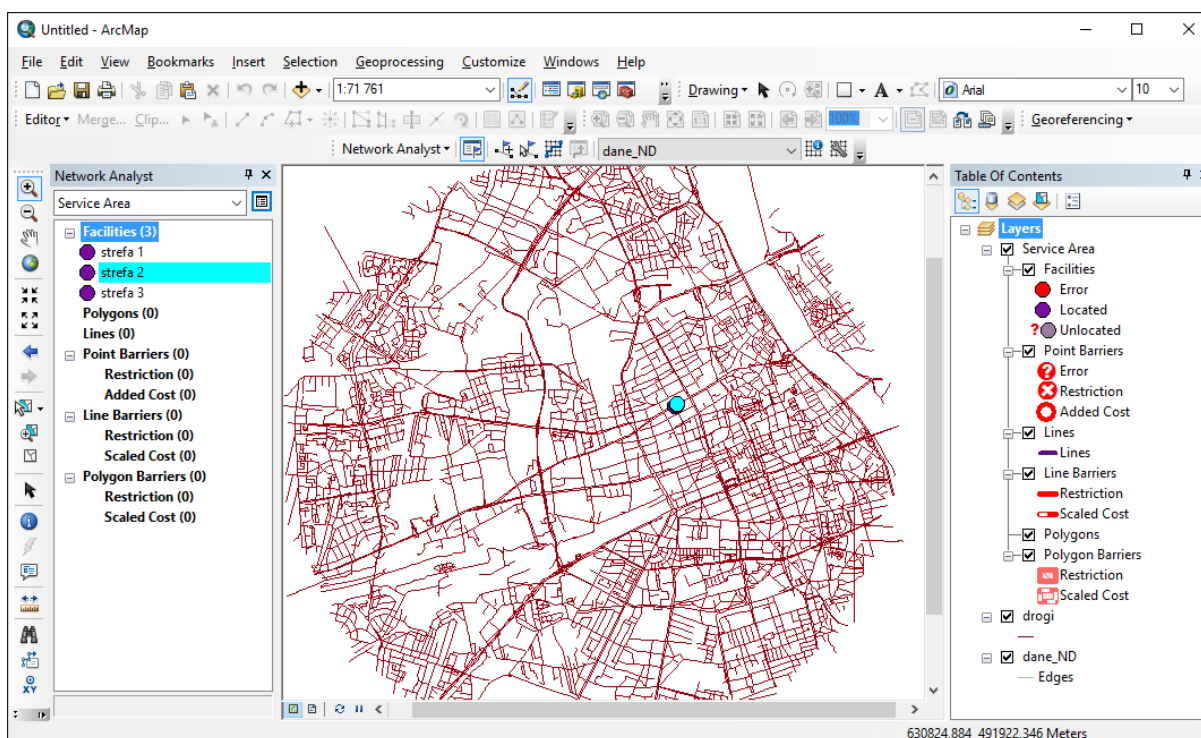 Untitled - ArcMap
File Edit View Bookmarks Insert Selection Geoprocessing Customize Windows Help
1:71 761 Drawing A Arial 10
Editor Merge... Clip... 100% Georeferencing
Network Analyst dane_ND
Network Analyst
Service Area
Facilities (3)
strefa 1
strefa 2
strefa 3
Polygons (0)
Lines (0)
Point Barriers (0)
Restriction (0)
Added Cost (0)
Line Barriers (0)
Restriction (0)
Scaled Cost (0)
Polygon Barriers (0)
Restriction (0)
Scaled Cost (0)
XY
Table Of Contents
Layers
Service Area
Facilities
Error
Located
? Unlocated
Point Barriers
? Error
Restriction
Added Cost
Lines
Lines
Line Barriers
Restriction
Scaled Cost
Polygons
Polygon Barriers
Restriction
Scaled Cost
drogi
dane_ND
Edges
630824,884 491922,346 Meters